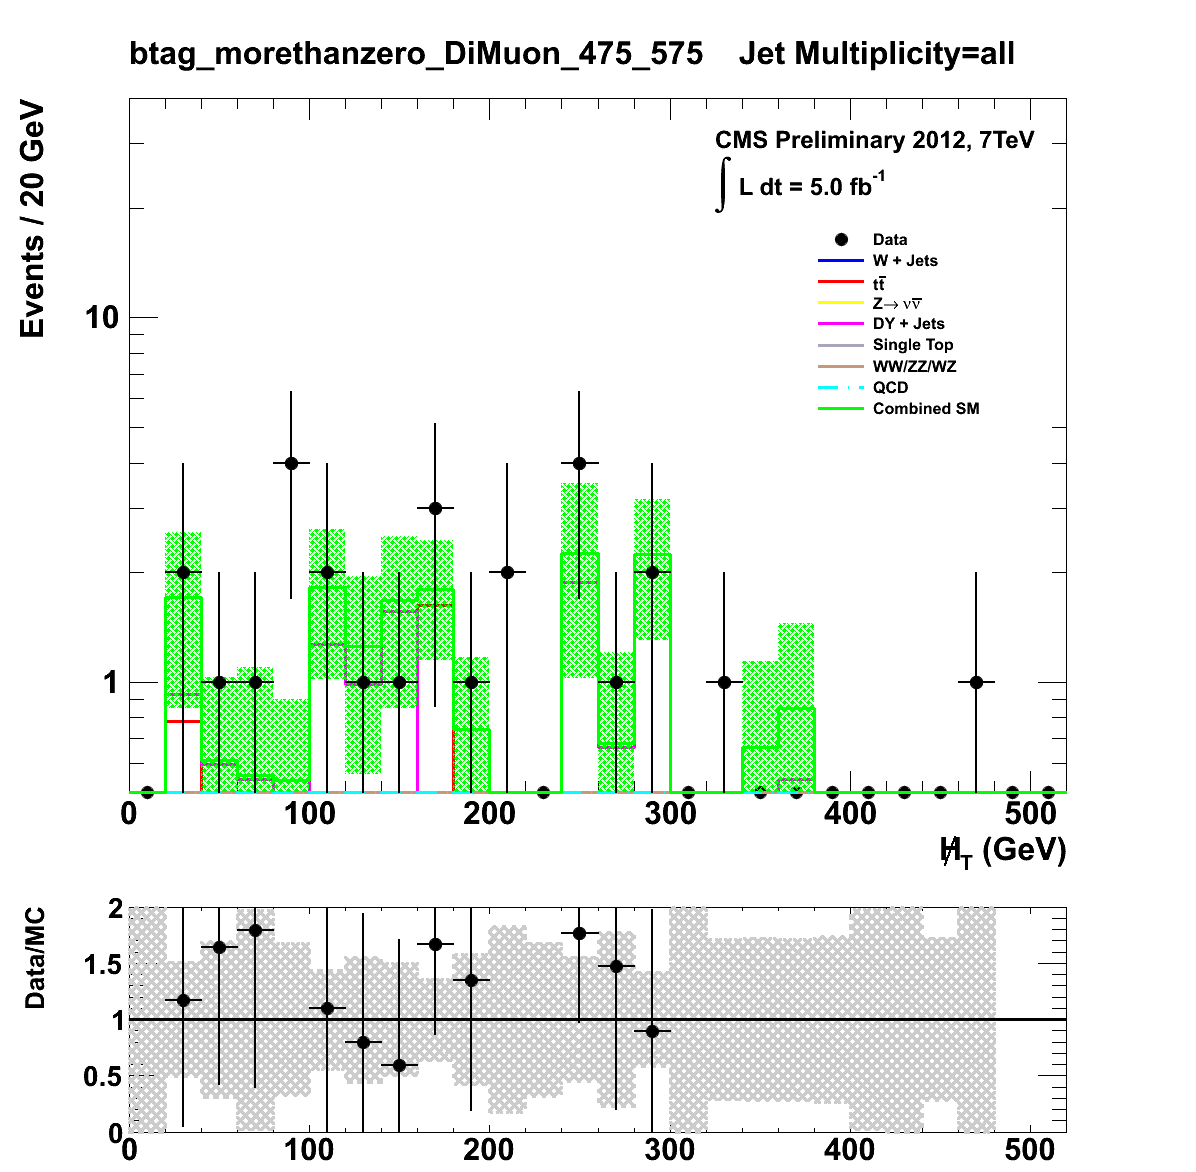 btag_morethanzero_DiMuon_475_575 Jet Multiplicity=all
Events / 20 GeV
CMS Preliminary 2012, 7TeV
∫ L dt = 5.0 fb⁻¹
Data
W + Jets
tt̅
Z→ νν̅
DY + Jets
Single Top
WW/ZZ/WZ
QCD
Combined SM
10
1
0 100 200 300 400 500
H̸_T (GeV)
Data/MC
2
1.5
1
0.5
0
0 100 200 300 400 500